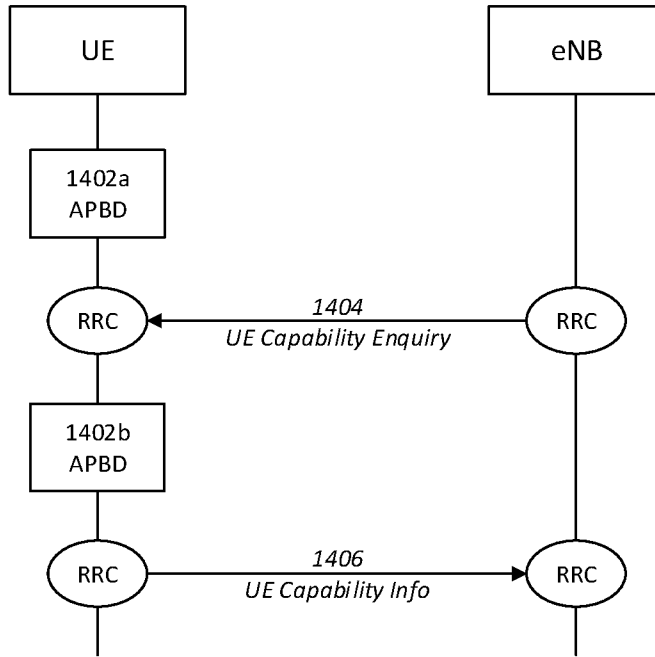 UE
eNB
1402a
APBD
1404
RRC
RRC
UE Capability Enquiry
1402b
APBD
1406
RRC
RRC
UE Capability Info